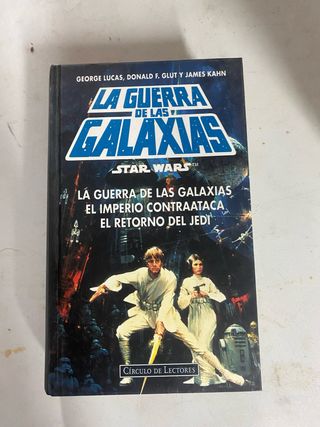 GEORGE LUCAS, DONALD F. GLUT Y JAMES KAHN
LA GUERRA
DE LAS
GALAXIAS
STAR WARS™
LA GUERRA DE LAS GALAXIAS
EL IMPERIO CONTRAATACA
EL RETORNO DEL JEDI
CÍRCULO DE LECTORES